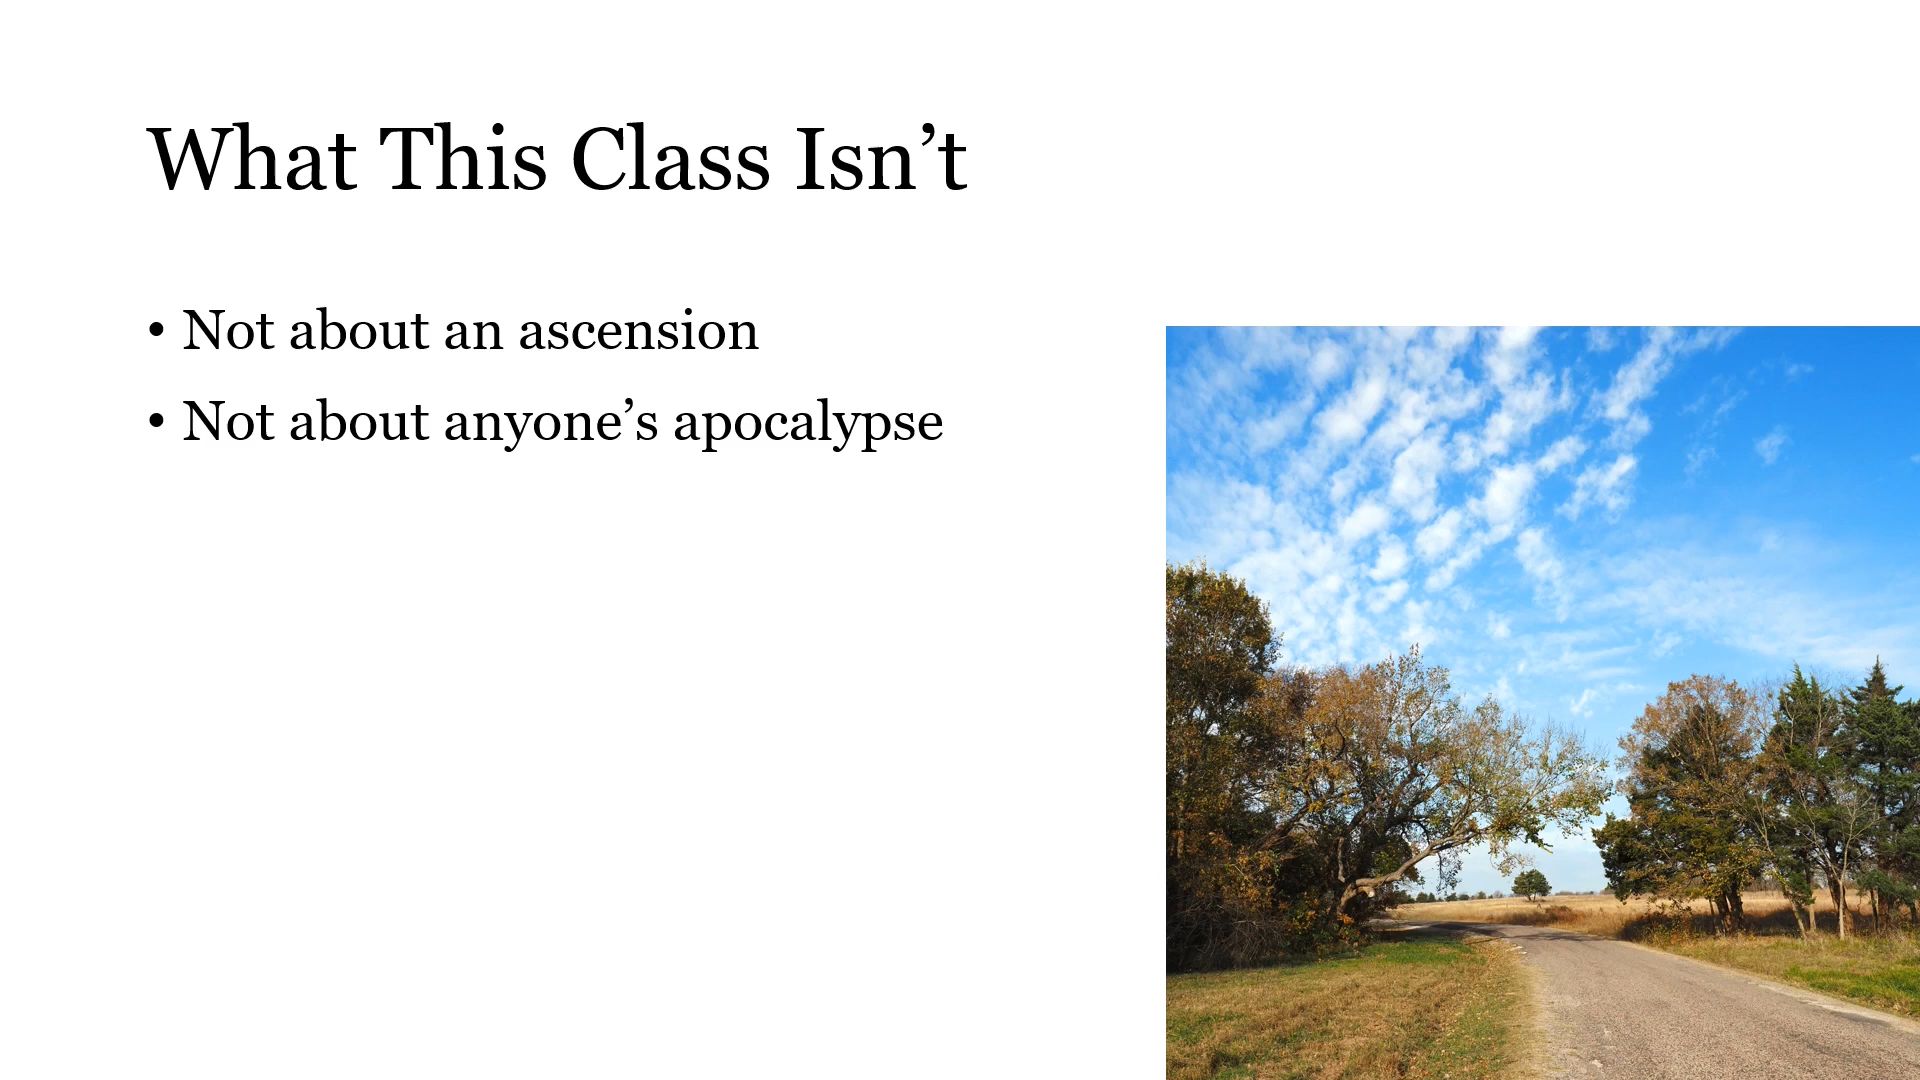 What This Class Isn’t
• Not about an ascension
• Not about anyone’s apocalypse